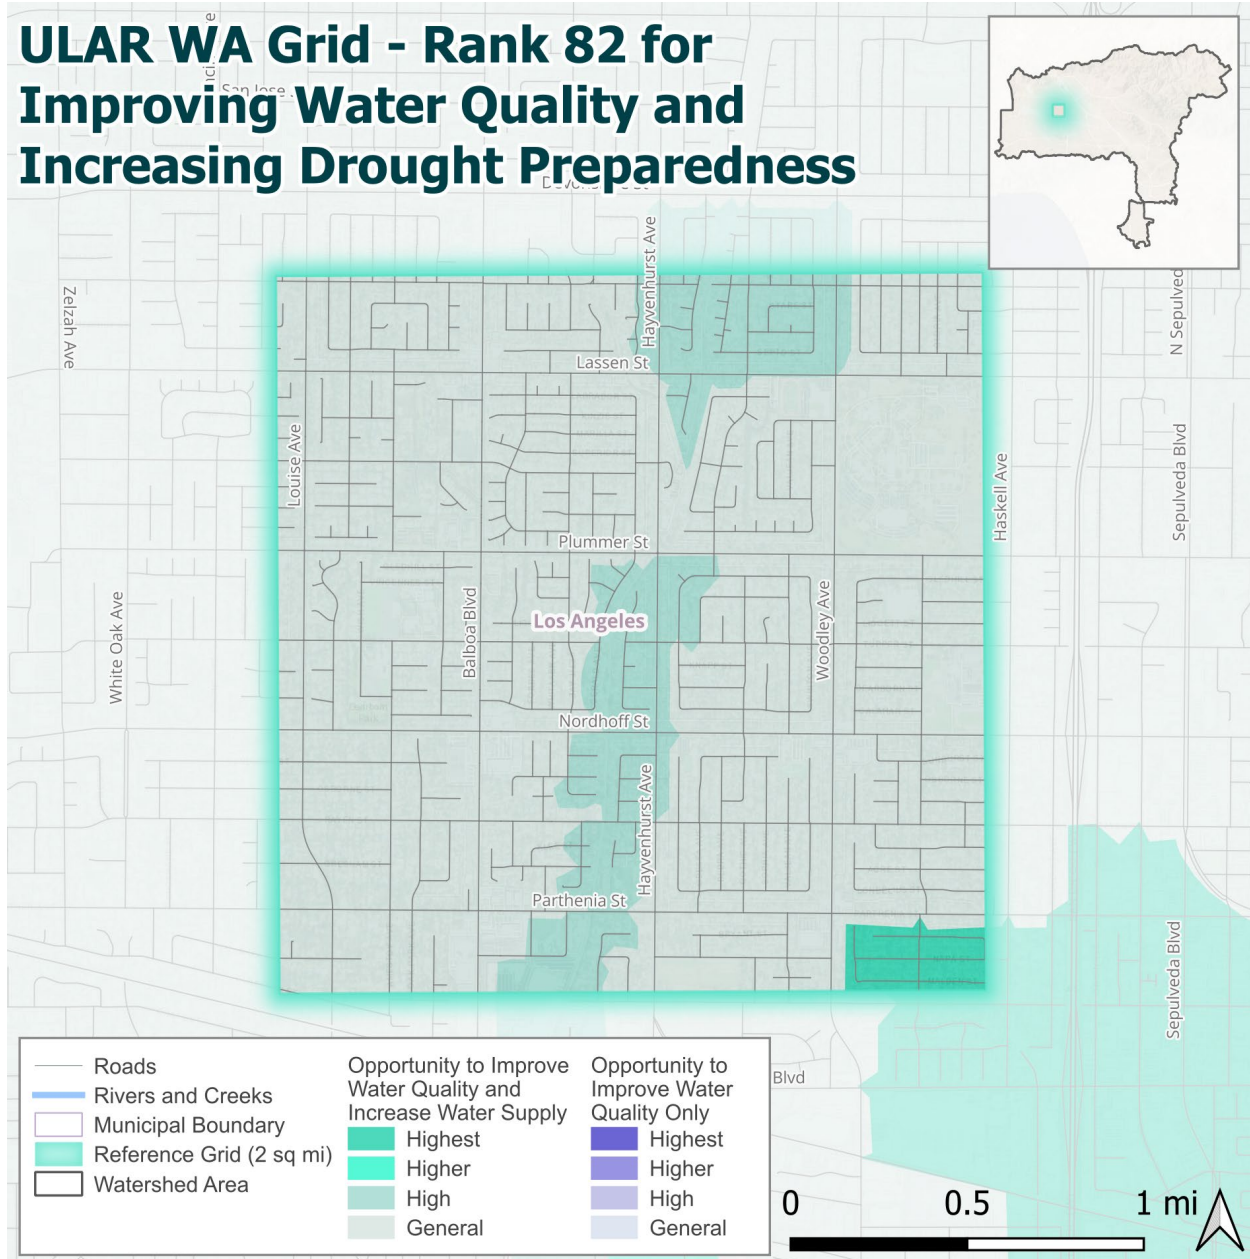 ULAR WA Grid - Rank 82 for
Improving Water Quality and
Increasing Drought Preparedness
San Jose
Hayvenhurst Ave
Zelzah Ave
N Sepulved
Lassen St
Louise Ave
Haskell Ave
Sepulveda Blvd
Plummer St
White Oak Ave
Balboa Blvd
Los Angeles
Woodley Ave
Nordhoff St
Hayvenhurst Ave
Parthenia St
Sepulveda Blvd
Blvd
Roads
Rivers and Creeks
Municipal Boundary
Reference Grid (2 sq mi)
Watershed Area
Opportunity to Improve
Water Quality and
Increase Water Supply
Highest
Higher
High
General
Opportunity to
Improve Water
Quality Only
Highest
Higher
High
General
0 0.5 1 mi